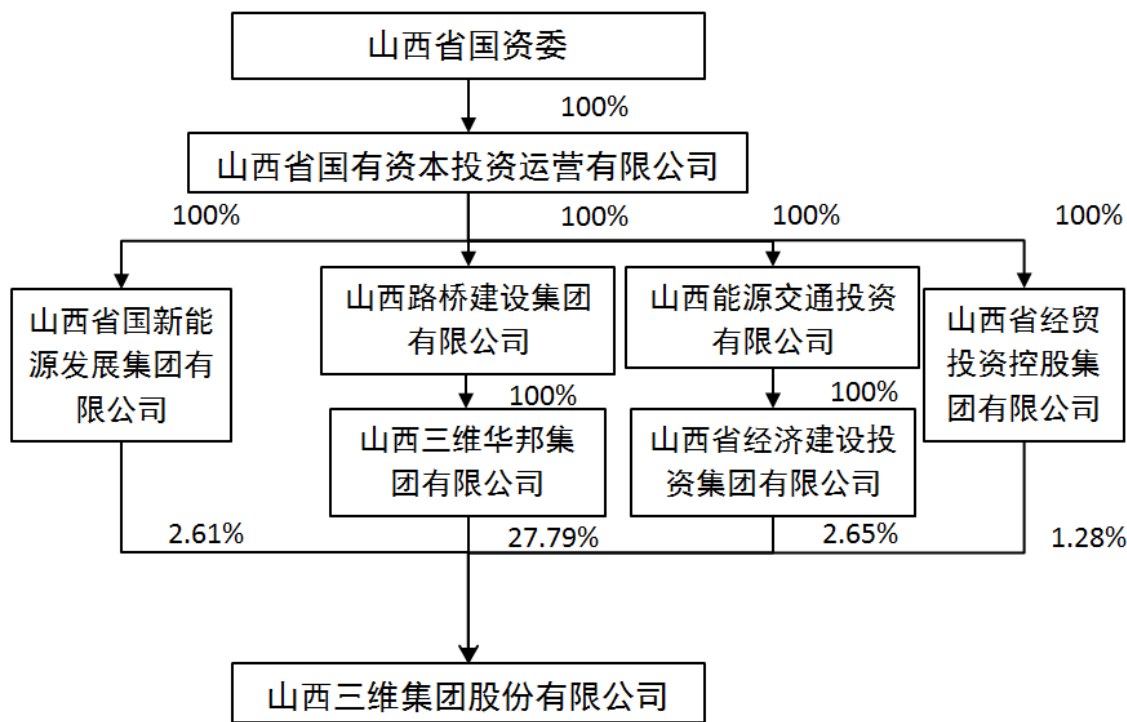 山西省国资委
100%
山西省国有资本投资运营有限公司
100%
100%
100%
100%
山西省国新能
源发展集团有
限公司
山西路桥建设集团
有限公司
山西能源交通投资
有限公司
山西省经贸
投资控股集
团有限公司
100%
100%
山西三维华邦集
团有限公司
山西省经济建设投
资集团有限公司
2.61%
27.79%
2.65%
1.28%
山西三维集团股份有限公司